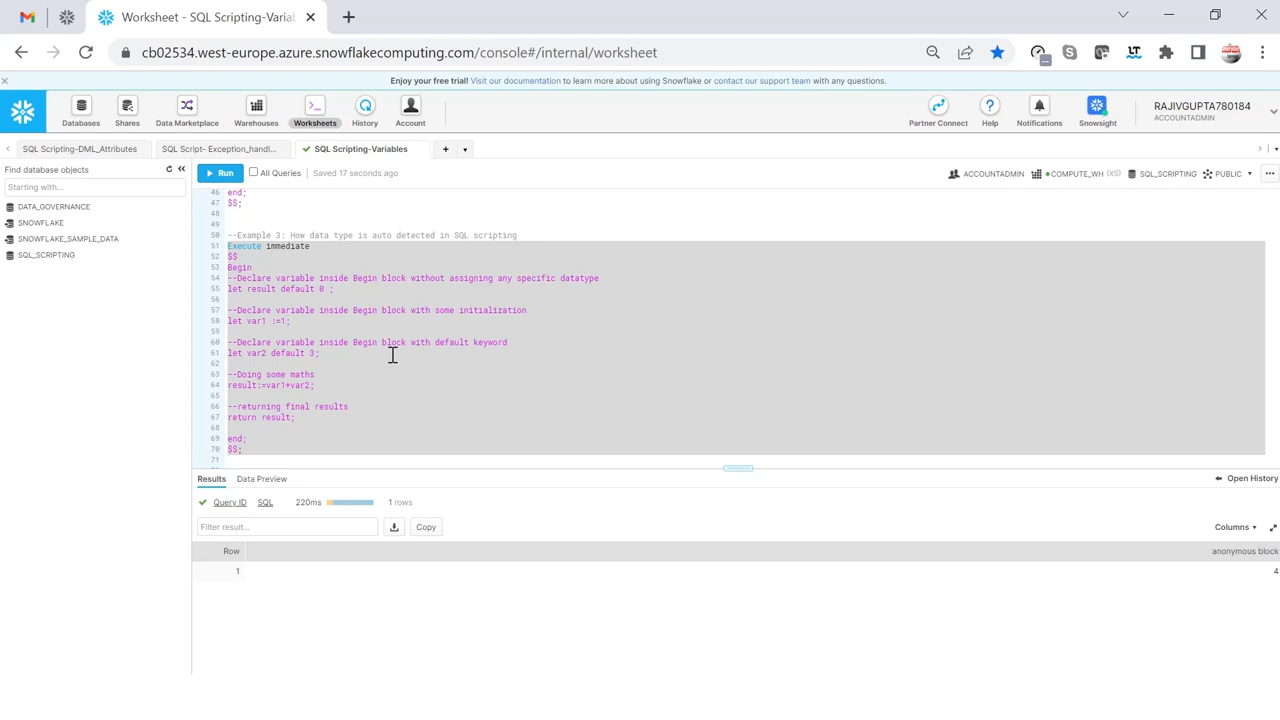 Worksheet - SQL Scripting-Varial
cb02534.west-europe.azure.snowflakecomputing.com/console#/internal/worksheet
Enjoy your free trial! Visit our documentation to learn more about using Snowflake or contact our support team with any questions.
Databases
Shares
Data Marketplace
Warehouses
Worksheets
History
Account
Partner Connect
Help
Notifications
Snowsight
RAJIVGUPTA780184
ACCOUNTADMIN
SQL Scripting-DML_Attributes
SQL Script- Exception_handl...
SQL Scripting-Variables
Find database objects
Starting with...
DATA_GOVERNANCE
SNOWFLAKE
SNOWFLAKE_SAMPLE_DATA
SQL_SCRIPTING
Run
All Queries
Saved 17 seconds ago
ACCOUNTADMIN
COMPUTE_WH (XS)
SQL_SCRIPTING
PUBLIC
46 end;
47 $$;
48
49
50 --Example 3: How data type is auto detected in SQL scripting
51 Execute immediate
52 $$
53 Begin
54 --Declare variable inside Begin block without assigning any specific datatype
55 let result default 0 ;
56
57 --Declare variable inside Begin block with some initialization
58 let var1 :=1;
59
60 --Declare variable inside Begin block with default keyword
61 let var2 default 3;
62
63 --Doing some maths
64 result:=var1+var2;
65
66 --returning final results
67 return result;
68
69 end;
70 $$;
71
Results
Data Preview
Open History
Query ID
SQL
220ms
1 rows
Filter result...
Copy
Columns
Row
anonymous block
1
4